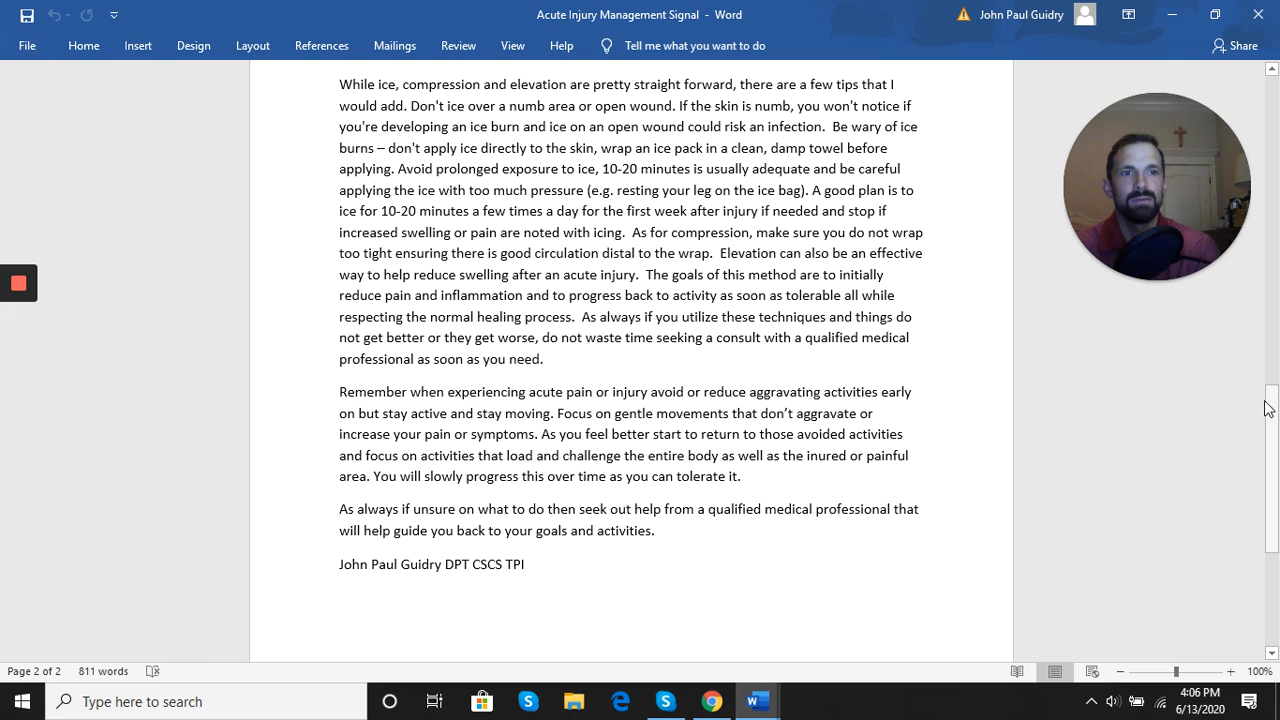 Acute Injury Management Signal - Word
John Paul Guidry
File Home Insert Design Layout References Mailings Review View Help Tell me what you want to do Share
While ice, compression and elevation are pretty straight forward, there are a few tips that I
would add. Don't ice over a numb area or open wound. If the skin is numb, you won't notice if
you're developing an ice burn and ice on an open wound could risk an infection.  Be wary of ice
burns – don't apply ice directly to the skin, wrap an ice pack in a clean, damp towel before
applying. Avoid prolonged exposure to ice, 10-20 minutes is usually adequate and be careful
applying the ice with too much pressure (e.g. resting your leg on the ice bag). A good plan is to
ice for 10-20 minutes a few times a day for the first week after injury if needed and stop if
increased swelling or pain are noted with icing.  As for compression, make sure you do not wrap
too tight ensuring there is good circulation distal to the wrap.  Elevation can also be an effective
way to help reduce swelling after an acute injury.  The goals of this method are to initially
reduce pain and inflammation and to progress back to activity as soon as tolerable all while
respecting the normal healing process.  As always if you utilize these techniques and things do
not get better or they get worse, do not waste time seeking a consult with a qualified medical
professional as soon as you need.
Remember when experiencing acute pain or injury avoid or reduce aggravating activities early
on but stay active and stay moving. Focus on gentle movements that don’t aggravate or
increase your pain or symptoms. As you feel better start to return to those avoided activities
and focus on activities that load and challenge the entire body as well as the inured or painful
area. You will slowly progress this over time as you can tolerate it.
As always if unsure on what to do then seek out help from a qualified medical professional that
will help guide you back to your goals and activities.
John Paul Guidry DPT CSCS TPI
Page 2 of 2 811 words 100%
Type here to search
4:06 PM
6/13/2020